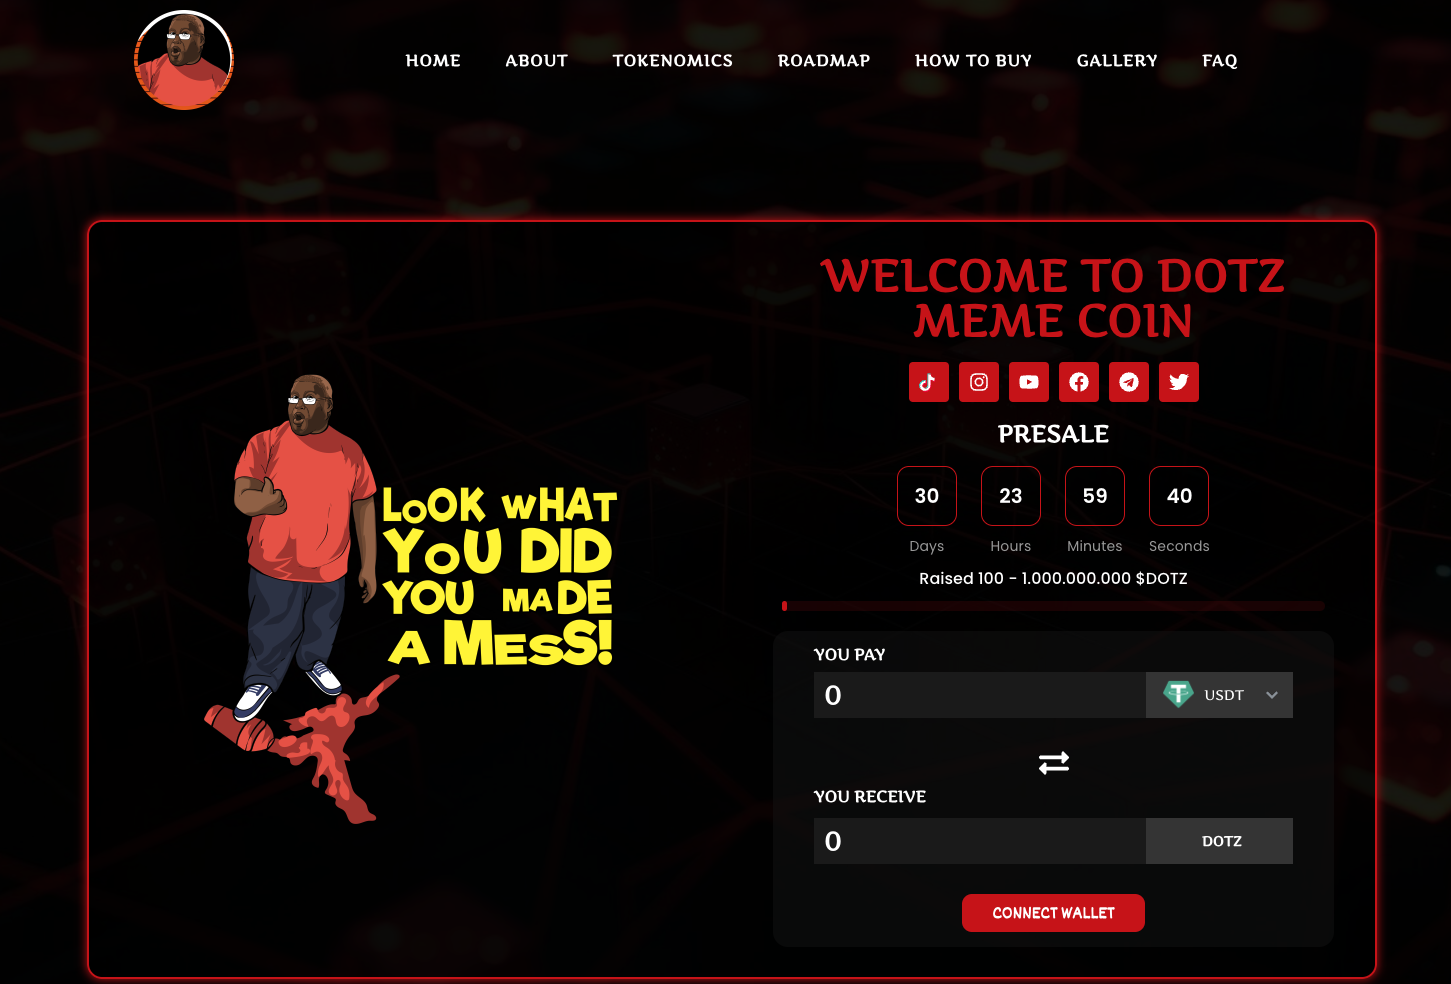 HOME ABOUT TOKENOMICS ROADMAP HOW TO BUY GALLERY FAQ
LOOK WHAT
YOU DID
YOU MADE
A MESS!
WELCOME TO DOTZ
MEME COIN
PRESALE
30 23 59 40
Days Hours Minutes Seconds
Raised 100 - 1.000.000.000 $DOTZ
YOU PAY
0 USDT
YOU RECEIVE
0 DOTZ
CONNECT WALLET